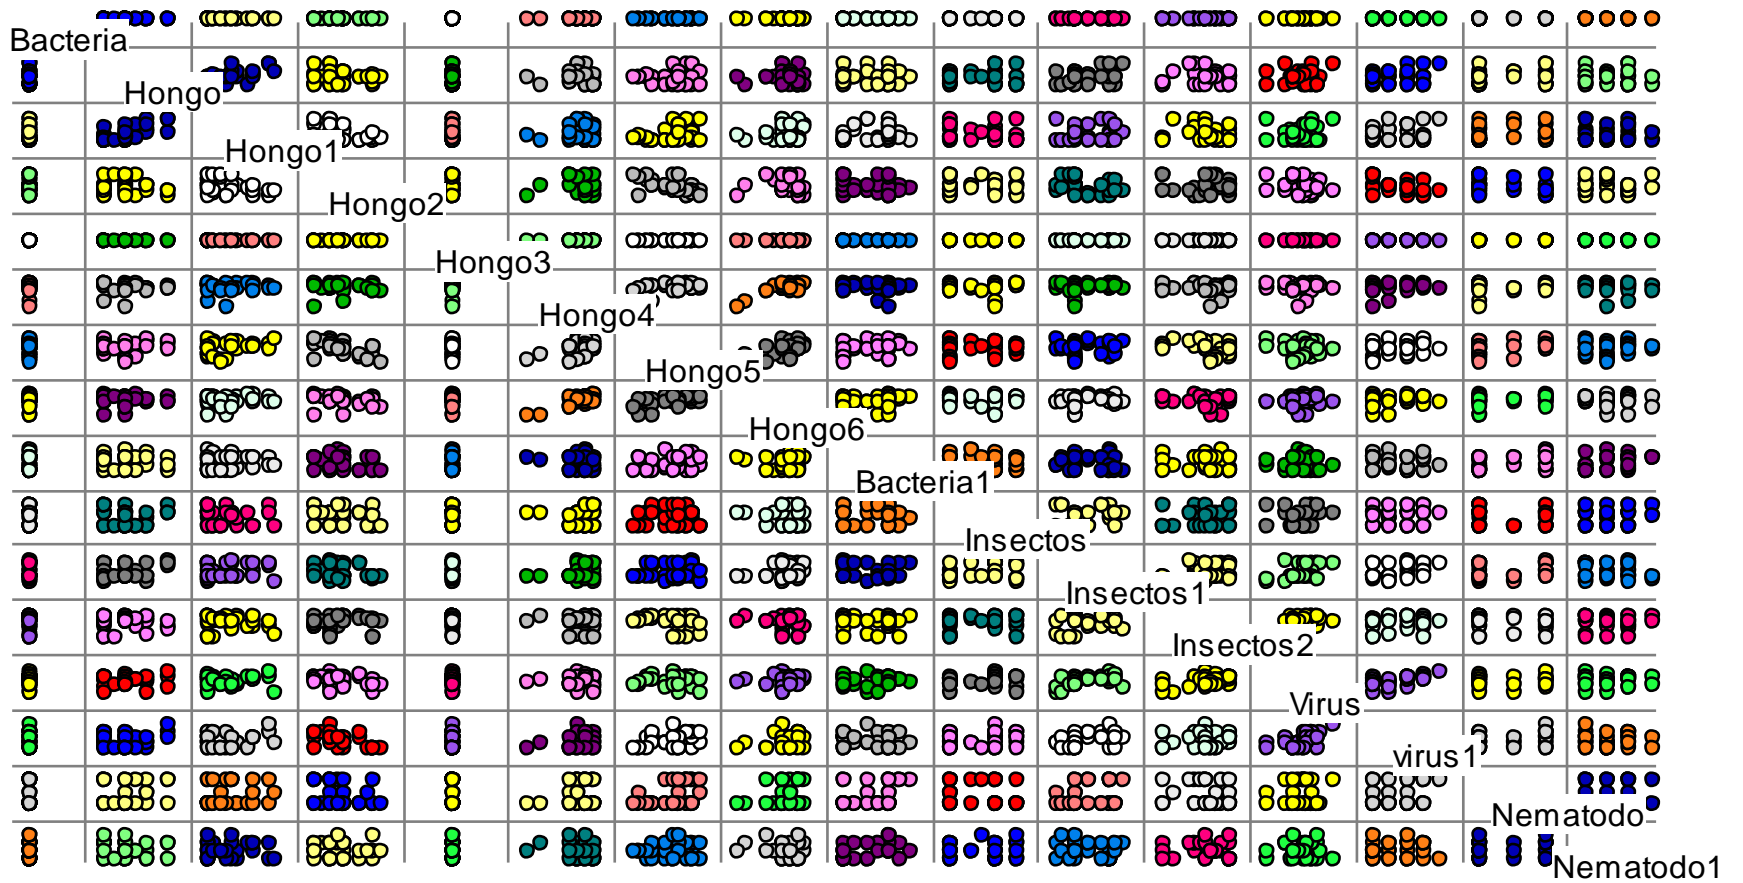 Bacteria
Hongo
Hongo1
Hongo2
Hongo3
Hongo4
Hongo5
Hongo6
Bacteria1
Insectos
Insectos1
Insectos2
Virus
virus1
Nematodo
Nematodo1